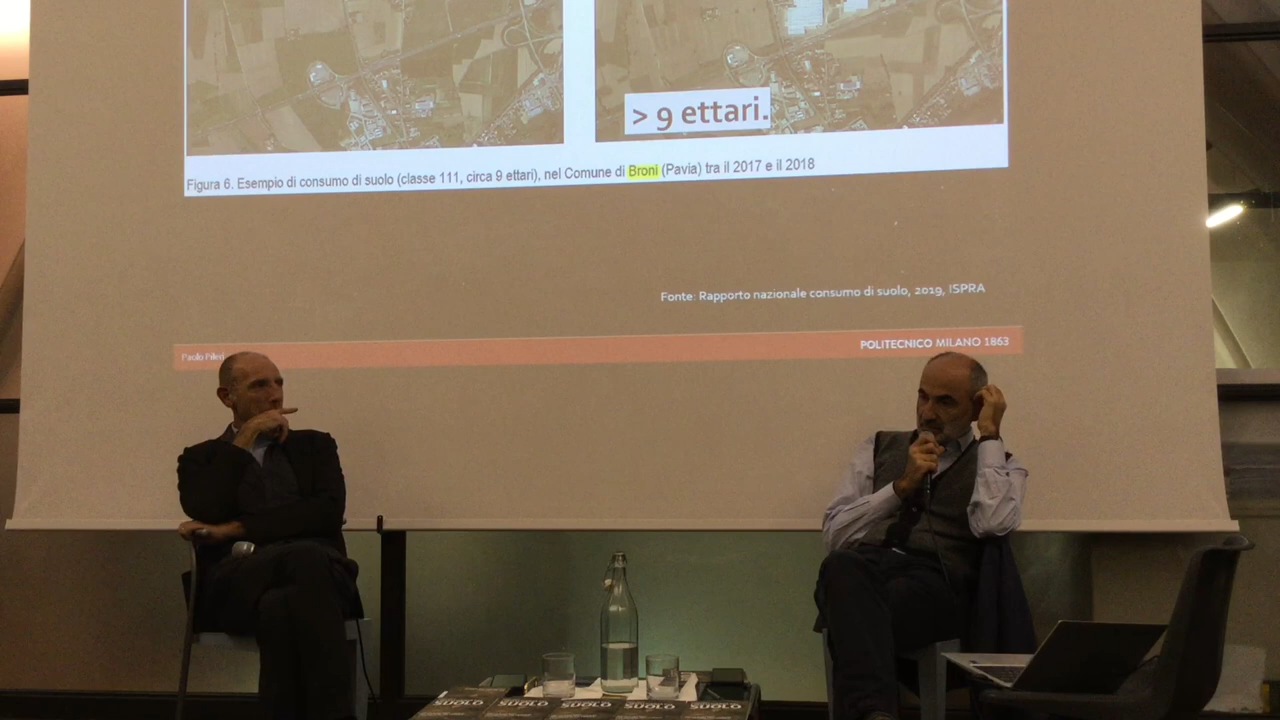 > 9 ettari.
Figura 6. Esempio di consumo di suolo (classe 111, circa 9 ettari), nel Comune di Broni (Pavia) tra il 2017 e il 2018
Fonte: Rapporto nazionale consumo di suolo, 2019, ISPRA
Paolo Pileri
POLITECNICO MILANO 1863
SUOLO SUOLO SUOLO SUOLO SUOLO